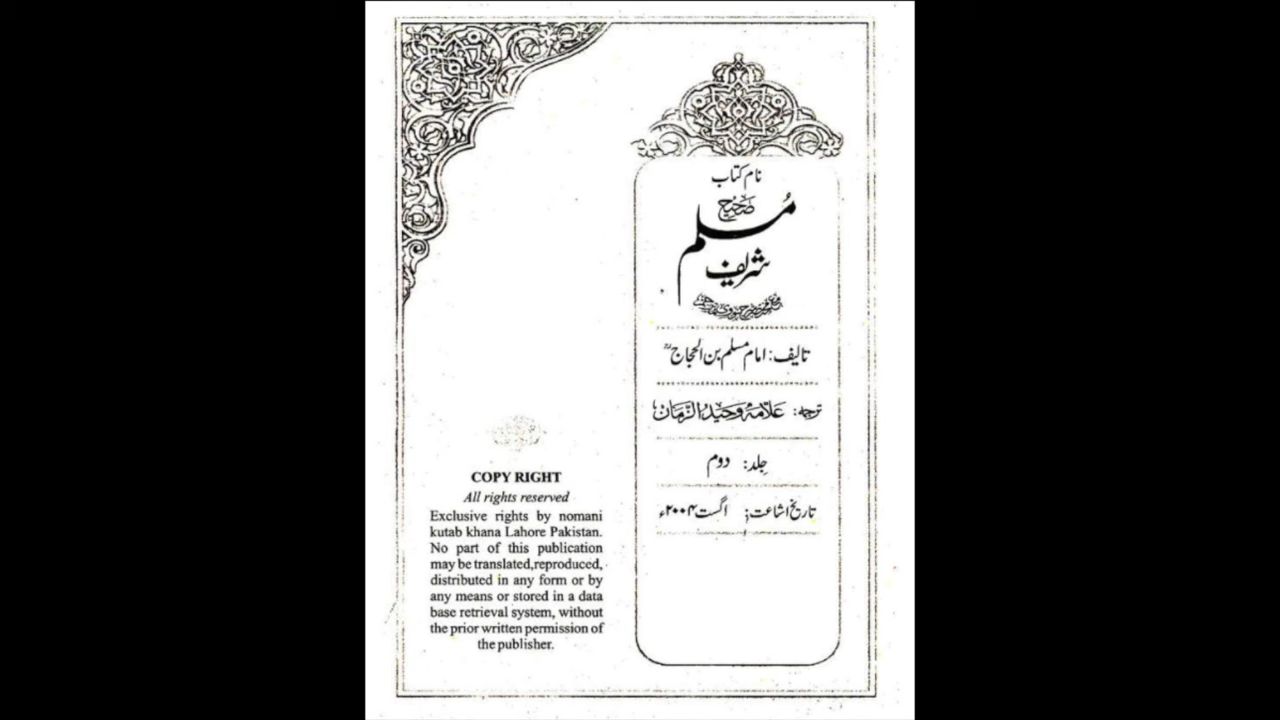 نام کتاب
صحیح
مسلم
شریف
تالیف: امام مسلم بن الحجاج ؒ
ترجمہ: علامہ وحید الزمان
جلد: دوم
تاریخ اشاعت: اگست ۲۰۰۴ء
COPY RIGHT
All rights reserved
Exclusive rights by nomani
kutab khana Lahore Pakistan.
No part of this publication
may be translated,reproduced,
distributed in any form or by
any means or stored in a data
base retrieval system, without
the prior written permission of
the publisher.